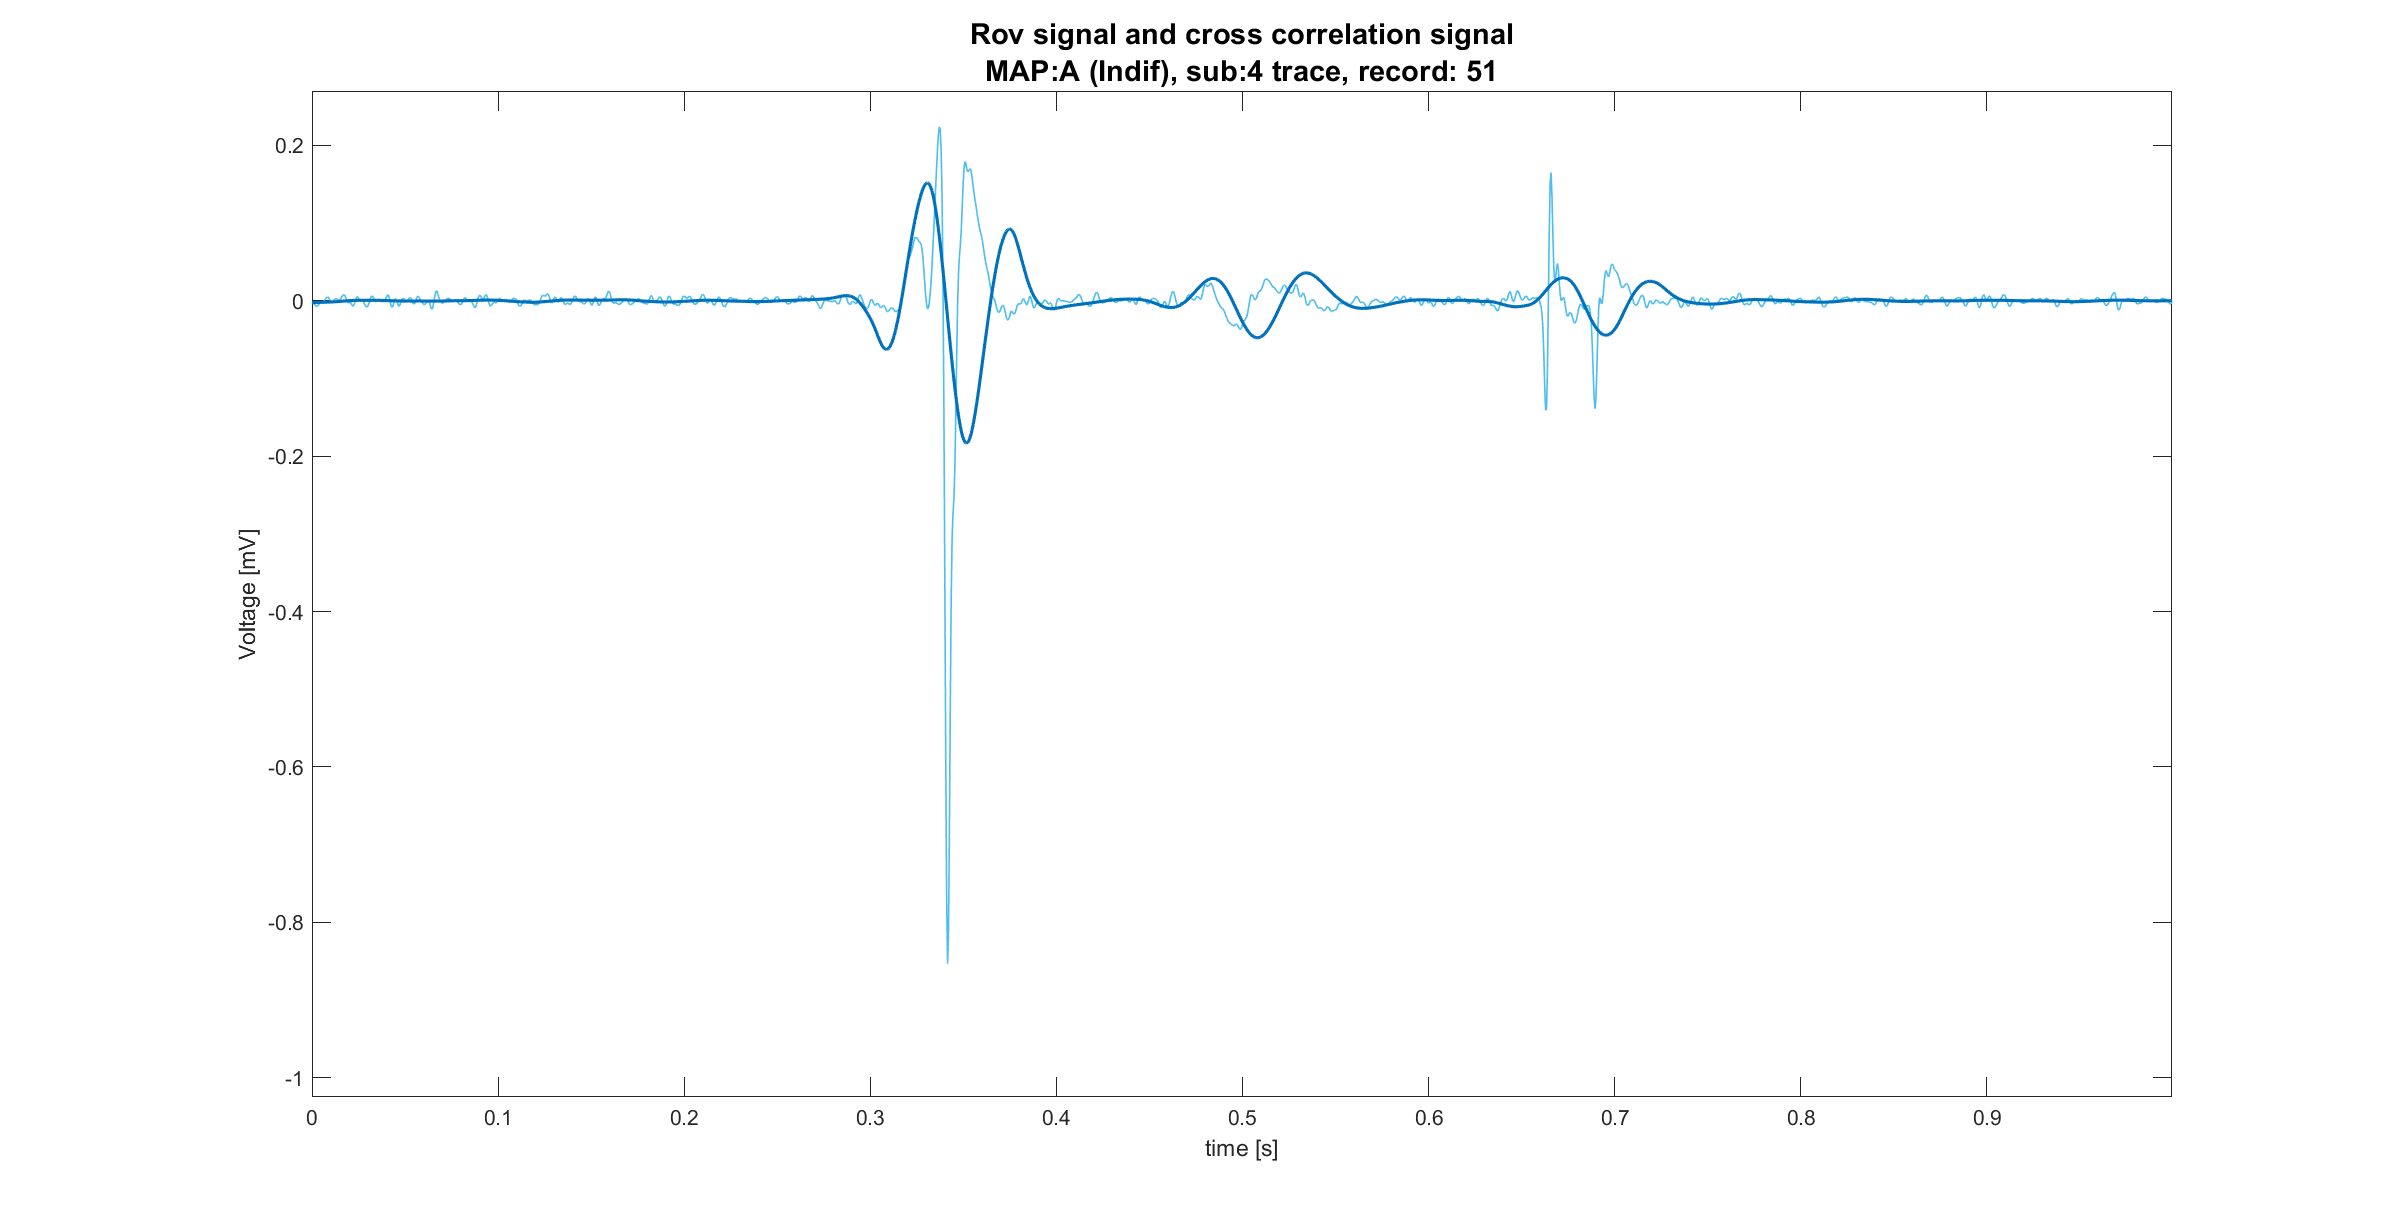 Rov signal and cross correlation signal
MAP:A (Indif), sub:4 trace, record: 51
0.2
0
-0.2
-0.4
-0.6
-0.8
-1
Voltage [mV]
0 0.1 0.2 0.3 0.4 0.5 0.6 0.7 0.8 0.9
time [s]